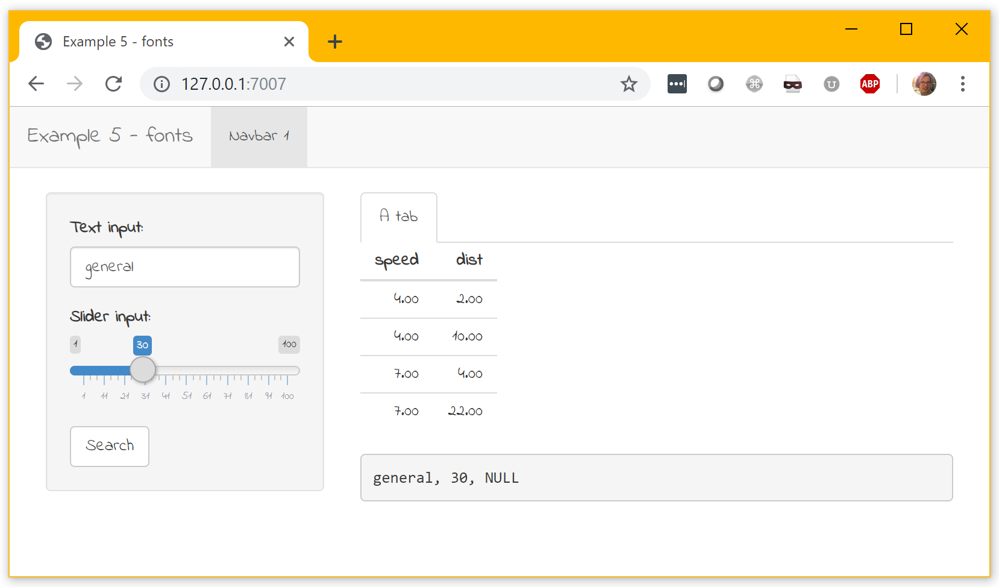 Example 5 - fonts
127.0.0.1:7007
ABP
Example 5 - fonts Navbar 1
Text input:
general
Slider input:
1 30 100
1 11 21 31 41 51 61 71 81 91 100
Search
A tab
speed dist
4.00 2.00
4.00 10.00
7.00 4.00
7.00 22.00
general, 30, NULL